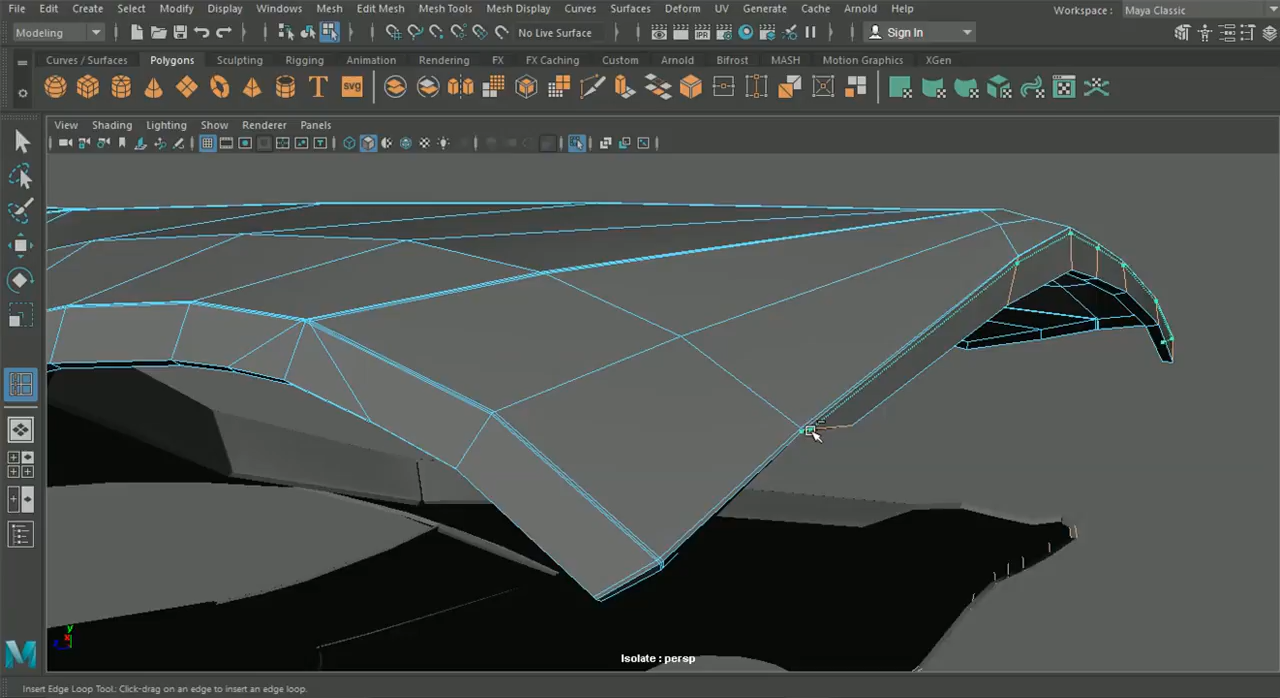 File Edit Create Select Modify Display Windows Mesh Edit Mesh Mesh Tools Mesh Display Curves Surfaces Deform UV Generate Cache Arnold Help Workspace : Maya Classic
Modeling No Live Surface IPR Sign In
Curves / Surfaces Polygons Sculpting Rigging Animation Rendering FX FX Caching Custom Arnold Bifrost MASH Motion Graphics XGen
T SVG
View Shading Lighting Show Renderer Panels
y
x
z
Isolate : persp
M
Insert Edge Loop Tool: Click-drag on an edge to insert an edge loop.